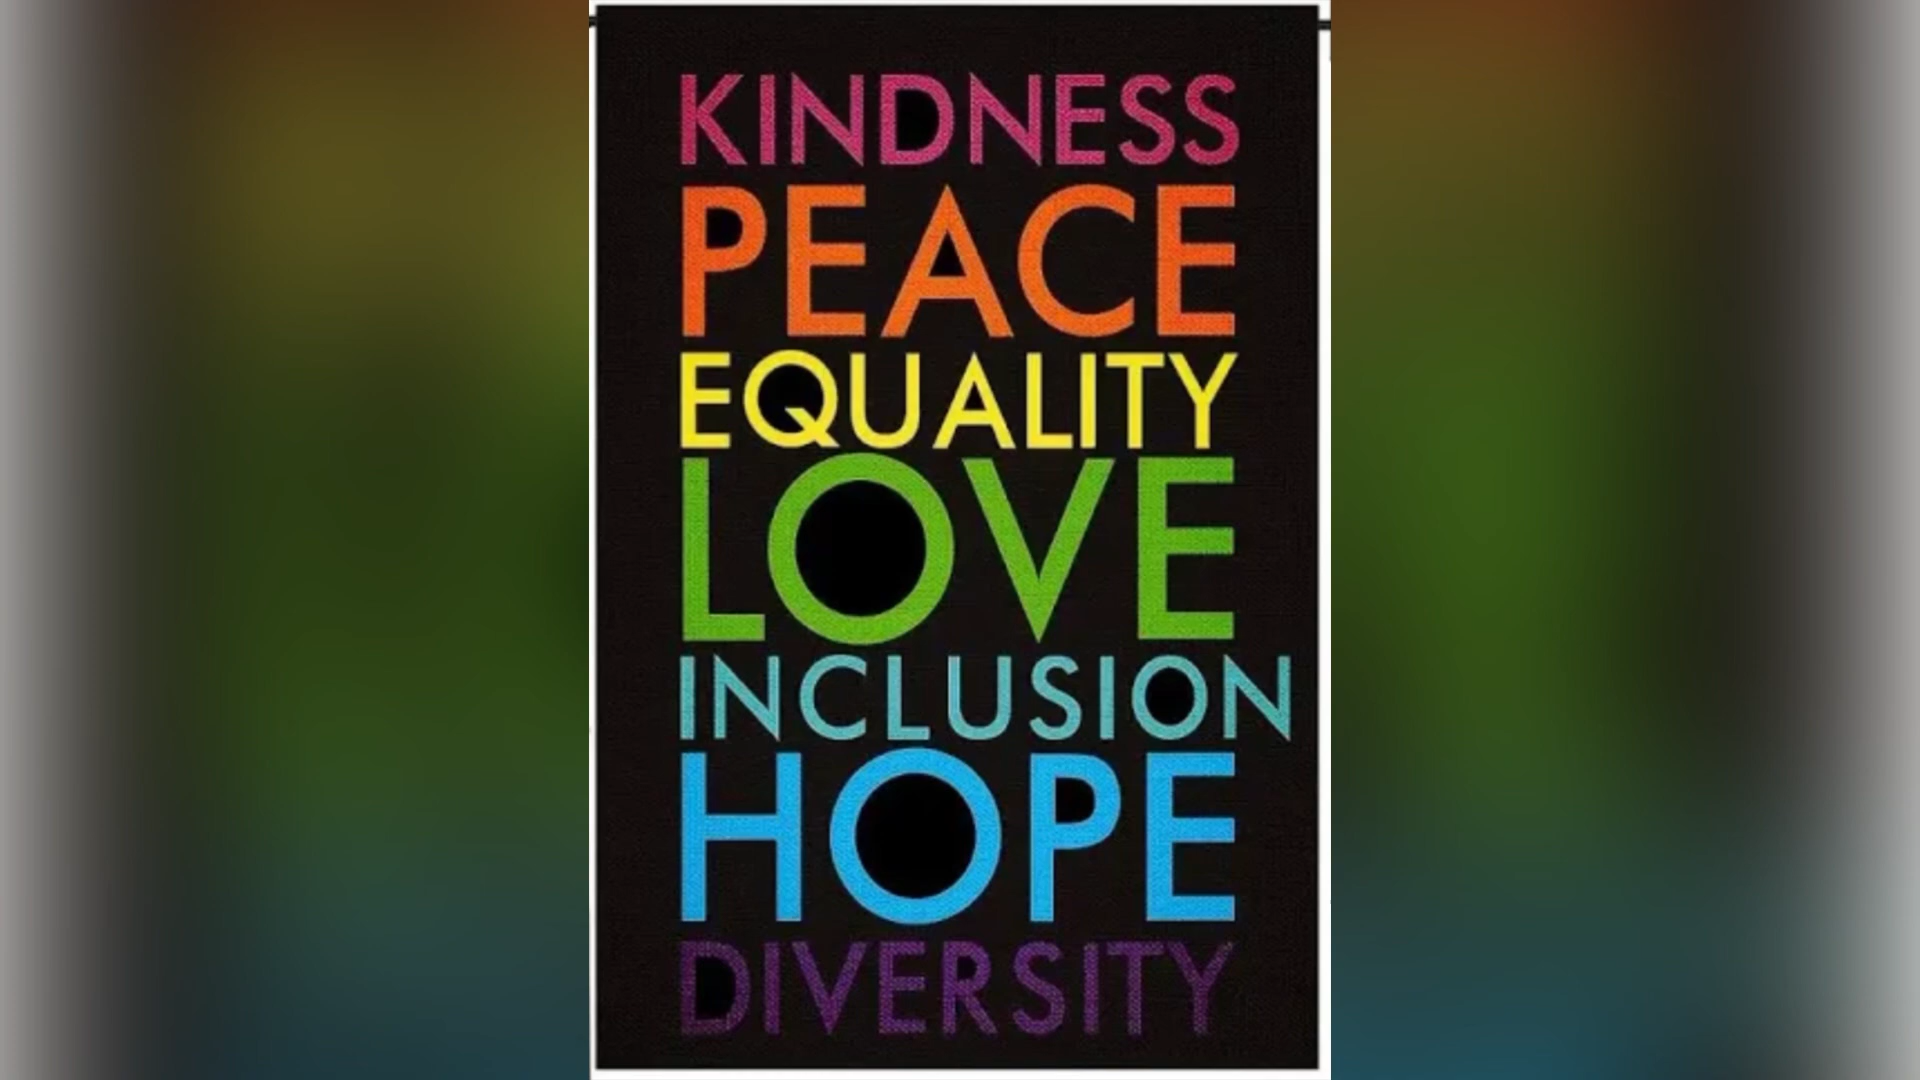 KINDNESS
PEACE
EQUALITY
LOVE
INCLUSION
HOPE
DIVERSITY